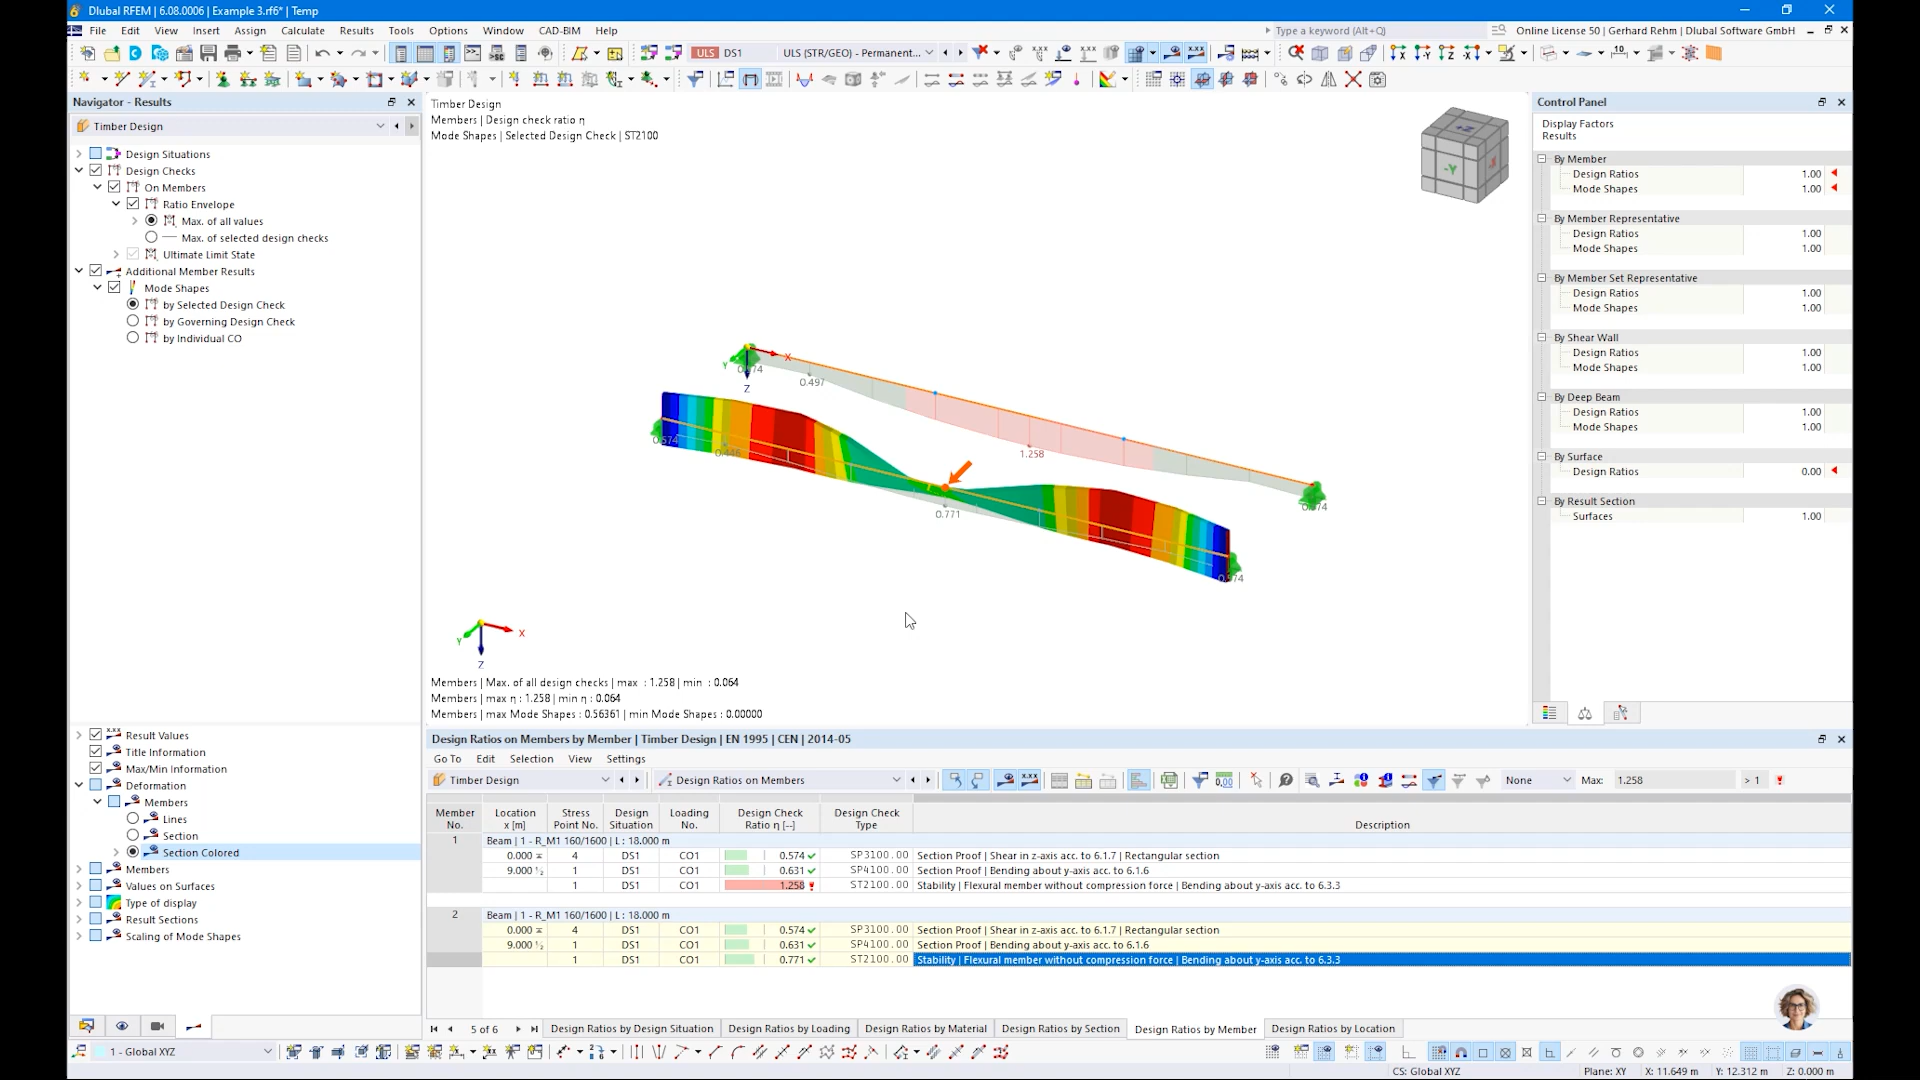 Dlubal RFEM | 6.08.0006 | Example 3.rf6* | Temp
File Edit View Insert Assign Calculate Results Tools Options Window CAD-BIM Help
Type a keyword (Alt+Q)
Online License 50 | Gerhard Rehm | Dlubal Software GmbH
ULS DS1 ULS (STR/GEO) - Permanent...
Navigator - Results
Timber Design
Design Situations
Design Checks
On Members
Ratio Envelope
Max. of all values
Max. of selected design checks
Ultimate Limit State
Additional Member Results
Mode Shapes
by Selected Design Check
by Governing Design Check
by Individual CO
Result Values
Title Information
Max/Min Information
Deformation
Members
Lines
Section
Section Colored
Members
Values on Surfaces
Type of display
Result Sections
Scaling of Mode Shapes
Timber Design
Members | Design check ratio η
Mode Shapes | Selected Design Check | ST2100
X
Y
Z
0.497
1.258
0.574
0.446
0.771
X
Y
Z
+Z
-Y
Members | Max. of all design checks | max : 1.258 | min : 0.064
Members | max η : 1.258 | min η : 0.064
Members | max Mode Shapes : 0.56361 | min Mode Shapes : 0.00000
Control Panel
Display Factors
Results
By Member
Design Ratios 1.00
Mode Shapes 1.00
By Member Representative
Design Ratios 1.00
Mode Shapes 1.00
By Member Set Representative
Design Ratios 1.00
Mode Shapes 1.00
By Shear Wall
Design Ratios 1.00
Mode Shapes 1.00
By Deep Beam
Design Ratios 1.00
Mode Shapes 1.00
By Surface
Design Ratios 0.00
By Result Section
Surfaces 1.00
Design Ratios on Members by Member | Timber Design | EN 1995 | CEN | 2014-05
Go To Edit Selection View Settings
Timber Design Design Ratios on Members None Max: 1.258 > 1
Member No. Location x [m] Stress Point No. Design Situation Loading No. Design Check Ratio η [--] Design Check Type Description
1 Beam | 1 - R_M1 160/1600 | L : 18.000 m
0.000 4 DS1 CO1 0.574 SP3100.00 Section Proof | Shear in z-axis acc. to 6.1.7 | Rectangular section
9.000 ½ 1 DS1 CO1 0.631 SP4100.00 Section Proof | Bending about y-axis acc. to 6.1.6
1 DS1 CO1 1.258 ST2100.00 Stability | Flexural member without compression force | Bending about y-axis acc. to 6.3.3
2 Beam | 1 - R_M1 160/1600 | L : 18.000 m
0.000 4 DS1 CO1 0.574 SP3100.00 Section Proof | Shear in z-axis acc. to 6.1.7 | Rectangular section
9.000 ½ 1 DS1 CO1 0.631 SP4100.00 Section Proof | Bending about y-axis acc. to 6.1.6
1 DS1 CO1 0.771 ST2100.00 Stability | Flexural member without compression force | Bending about y-axis acc. to 6.3.3
5 of 6 Design Ratios by Design Situation Design Ratios by Loading Design Ratios by Material Design Ratios by Section Design Ratios by Member Design Ratios by Location
1 - Global XYZ
CS: Global XYZ Plane: XY X: 11.649 m Y: 12.312 m Z: 0.000 m